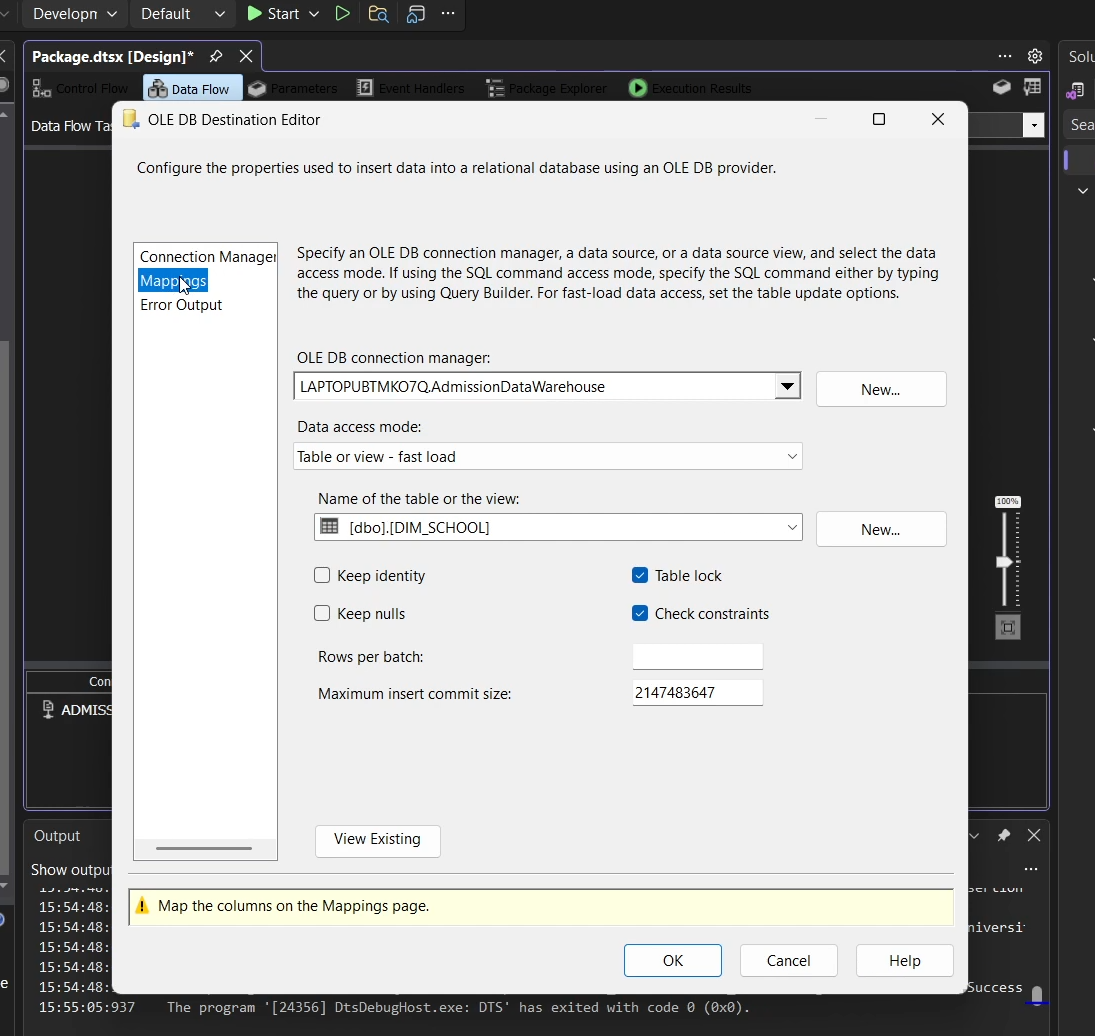 Developn
Default
Start
Package.dtsx [Design]*
Solu
Control Flow
Data Flow
Parameters
Event Handlers
Package Explorer
Execution Results
Data Flow Tas
Sea
OLE DB Destination Editor
Configure the properties used to insert data into a relational database using an OLE DB provider.
Connection Manager
Mappings
Error Output
Specify an OLE DB connection manager, a data source, or a data source view, and select the data
access mode. If using the SQL command access mode, specify the SQL command either by typing
the query or by using Query Builder. For fast-load data access, set the table update options.
OLE DB connection manager:
LAPTOPUBTMKO7Q.AdmissionDataWarehouse
New...
Data access mode:
Table or view - fast load
Name of the table or the view:
[dbo].[DIM_SCHOOL]
New...
100%
Keep identity
Table lock
Keep nulls
Check constraints
Rows per batch:
Maximum insert commit size:
2147483647
View Existing
Map the columns on the Mappings page.
OK
Cancel
Help
Con
ADMISS
Output
Show output
15:54:48:
15:54:48:
niversi
15:54:48:
15:54:48:
15:54:48:
Success
15:55:05:937 The program '[24356] DtsDebugHost.exe: DTS' has exited with code 0 (0x0).
e